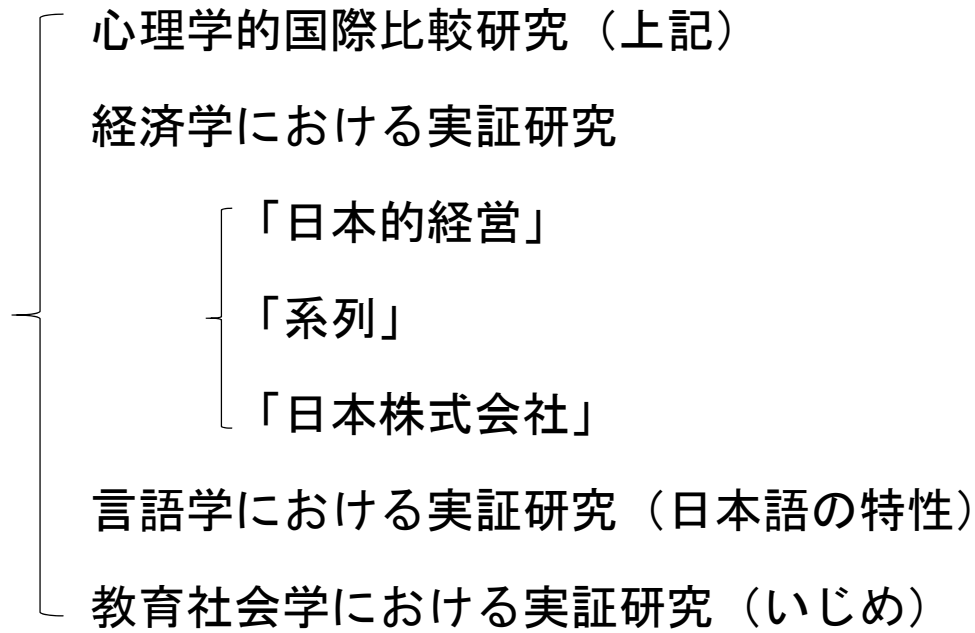 心理学的国際比較研究（上記）
経済学における実証研究
「日本的経営」
「系列」
「日本株式会社」
言語学における実証研究（日本語の特性）
教育社会学における実証研究（いじめ）